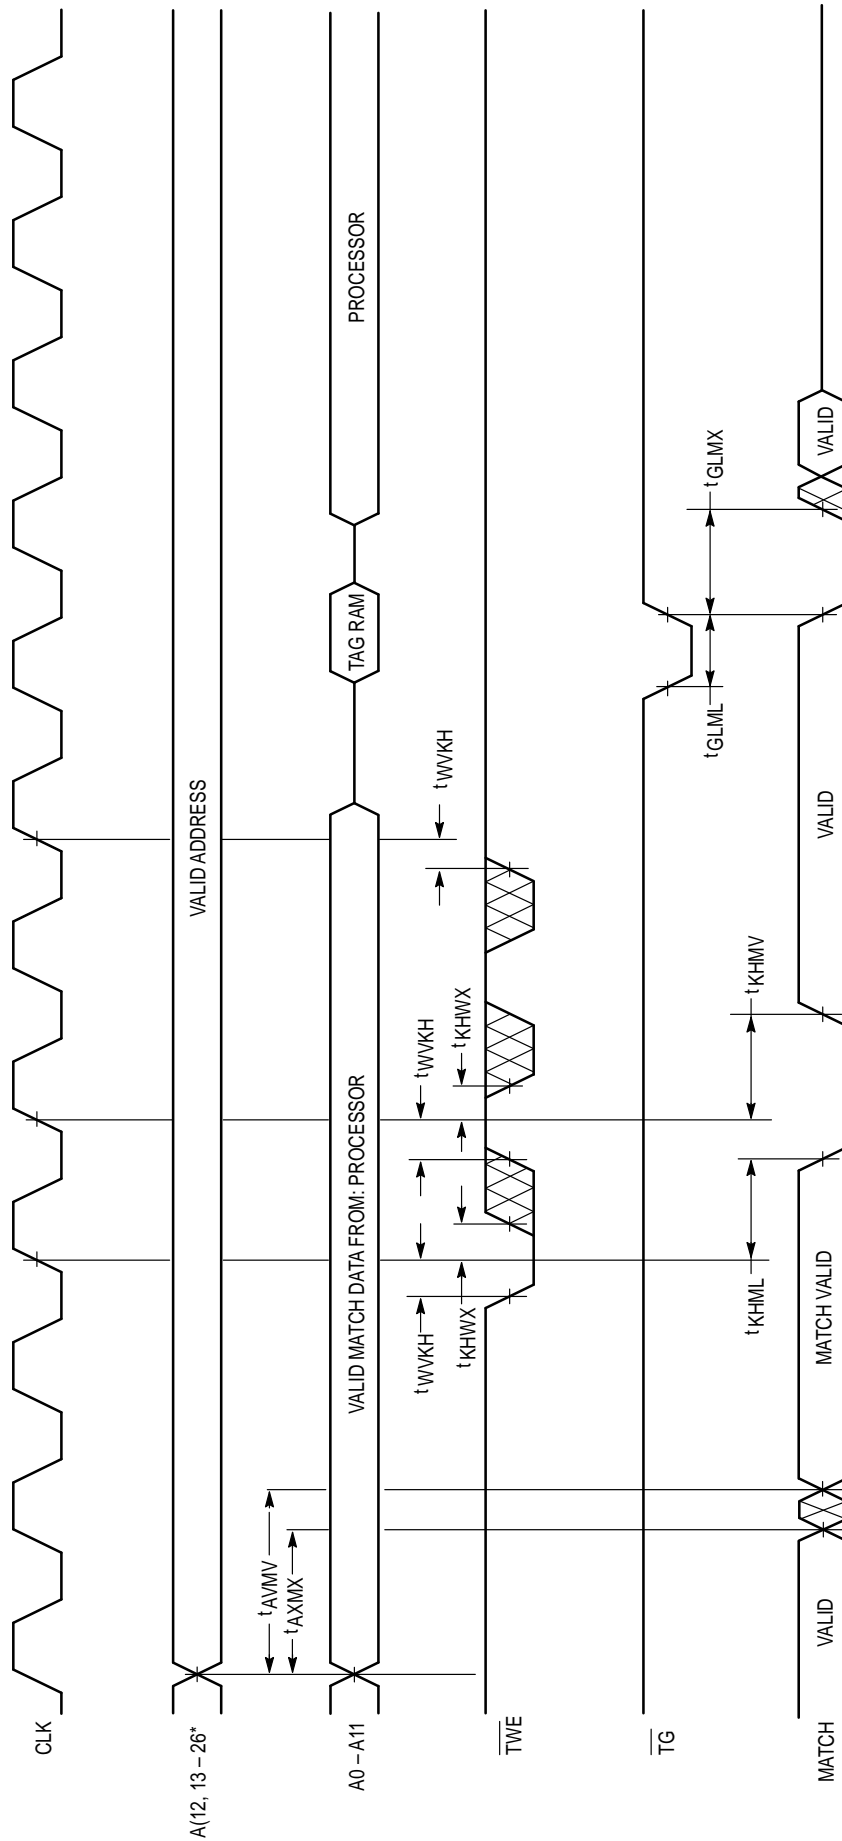 CLK
A(12, 13 – 26*
VALID ADDRESS
A0 – A11
VALID MATCH DATA FROM: PROCESSOR
TAG RAM
PROCESSOR
tAVMV
tAXMX
TWE
tWVKH
tKHWX
tWVKH
tKHWX
tWVKH
TG
tGLML
tGLMX
tKHML
tKHMV
MATCH
VALID
MATCH VALID
VALID
VALID